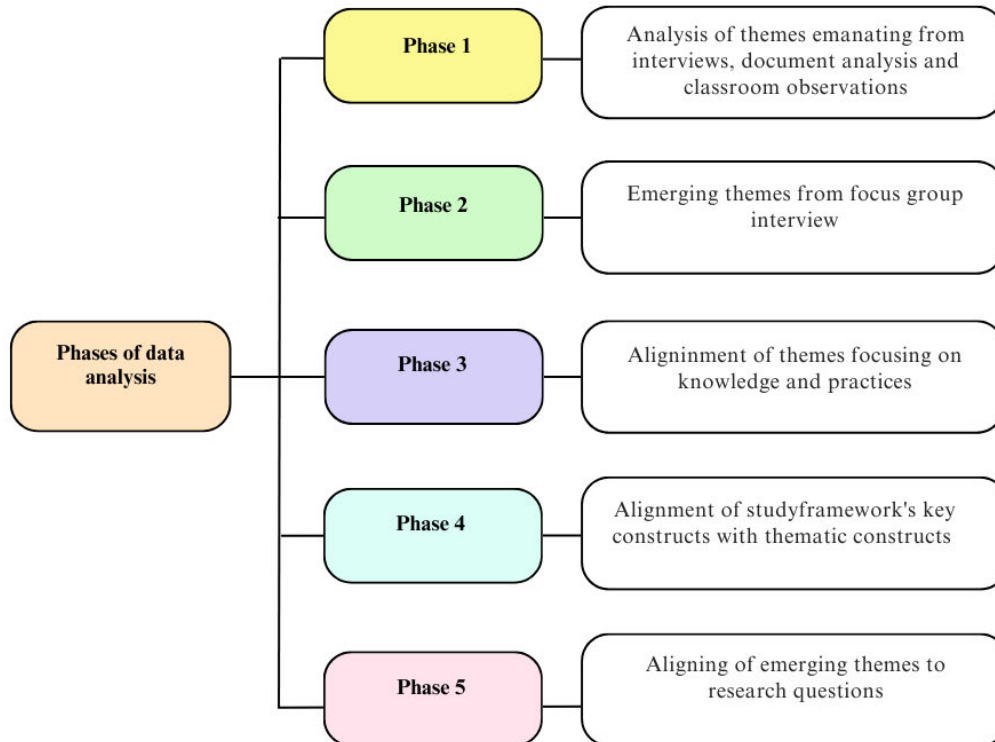 Phase 1
Analysis of themes emanating from
interviews, document analysis and
classroom observations
Phase 2
Emerging themes from focus group
interview
Phases of data
analysis
Phase 3
Aligninment of themes focusing on
knowledge and practices
Phase 4
Alignment of studyframework's key
constructs with thematic constructs
Phase 5
Aligning of emerging themes to
research questions